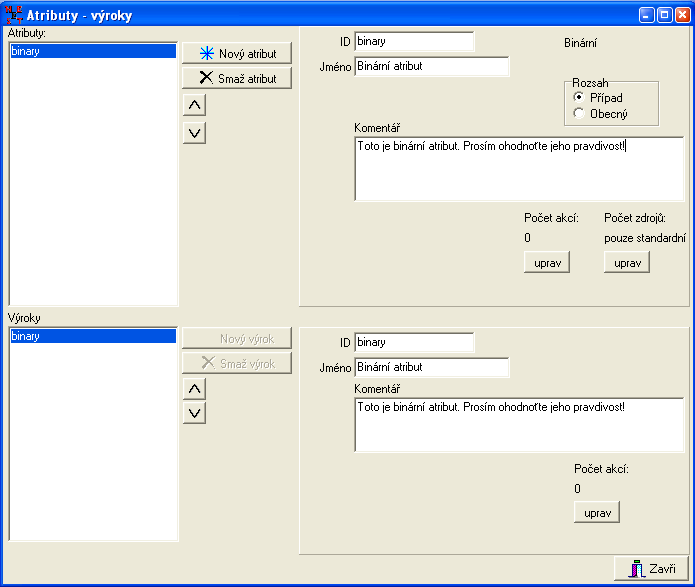 Atributy - výroky
Atributy:
binary
Nový atribut
Smaž atribut
ID binary
Binární
Jméno Binární atribut
Rozsah
Případ
Obecný
Komentář
Toto je binární atribut. Prosím ohodnoťte jeho pravdivost!
Počet akcí: Počet zdrojů:
0 pouze standardní
uprav uprav
Výroky
binary
Nový výrok
Smaž výrok
ID binary
Jméno Binární atribut
Komentář
Toto je binární atribut. Prosím ohodnoťte jeho pravdivost!
Počet akcí:
0
uprav
Zavři